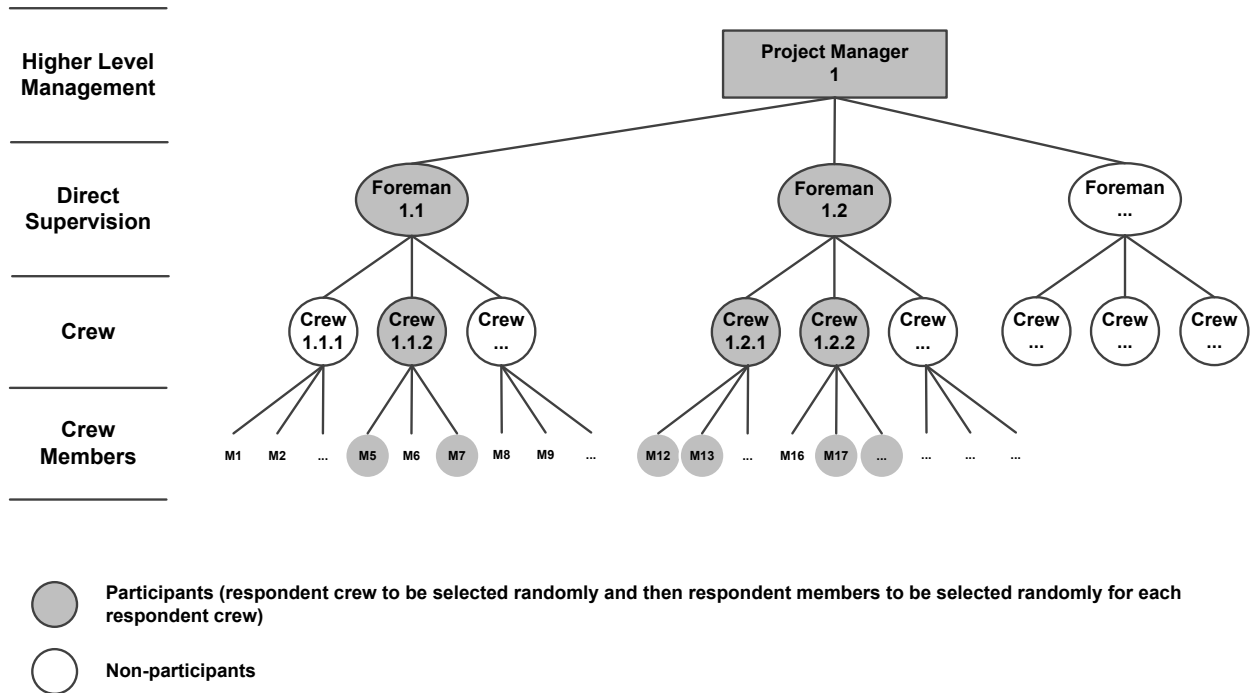 Higher Level
Management
Project Manager
1
Direct
Supervision
Foreman
1.1
Foreman
1.2
Foreman
...
Crew
Crew
1.1.1
Crew
1.1.2
Crew
...
Crew
1.2.1
Crew
1.2.2
Crew
...
Crew
...
Crew
...
Crew
...
Crew
Members
M1
M2
...
M5
M6
M7
M8
M9
...
M12
M13
...
M16
M17
...
...
...
...
Participants (respondent crew to be selected randomly and then respondent members to be selected randomly for each
respondent crew)
Non-participants